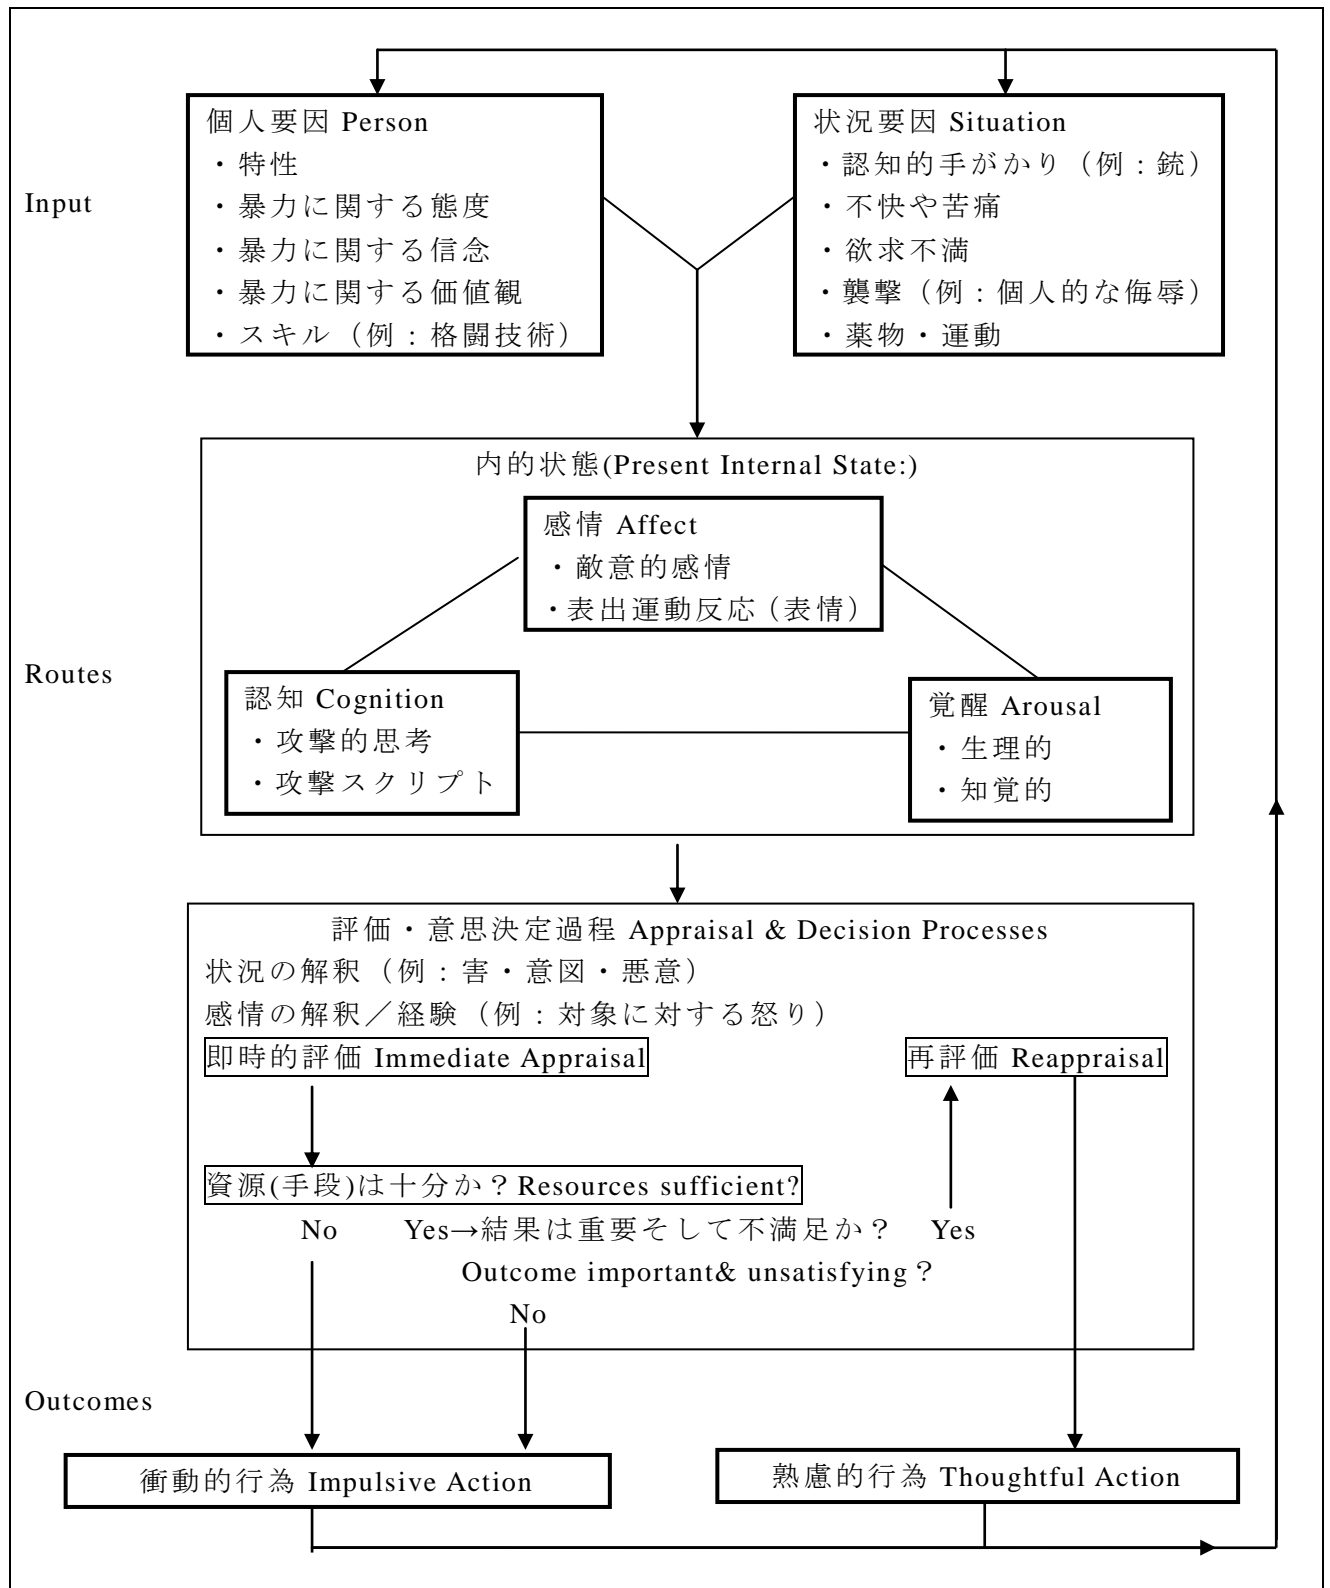 個人要因 Person
・特性
・暴力に関する態度
・暴力に関する信念
・暴力に関する価値観
・スキル（例：格闘技術）
状況要因 Situation
・認知的手がかり（例：銃）
・不快や苦痛
・欲求不満
・襲撃（例：個人的な侮辱）
・薬物・運動
Input
内的状態(Present Internal State:)
感情 Affect
・敵意的感情
・表出運動反応（表情）
Routes
認知 Cognition
・攻撃的思考
・攻撃スクリプト
覚醒 Arousal
・生理的
・知覚的
評価・意思決定過程 Appraisal & Decision Processes
状況の解釈（例：害・意図・悪意）
感情の解釈／経験（例：対象に対する怒り）
即時的評価 Immediate Appraisal
再評価 Reappraisal
資源(手段)は十分か？Resources sufficient?
No Yes→結果は重要そして不満足か？ Yes
Outcome important& unsatisfying？
No
Outcomes
衝動的行為 Impulsive Action
熟慮的行為 Thoughtful Action